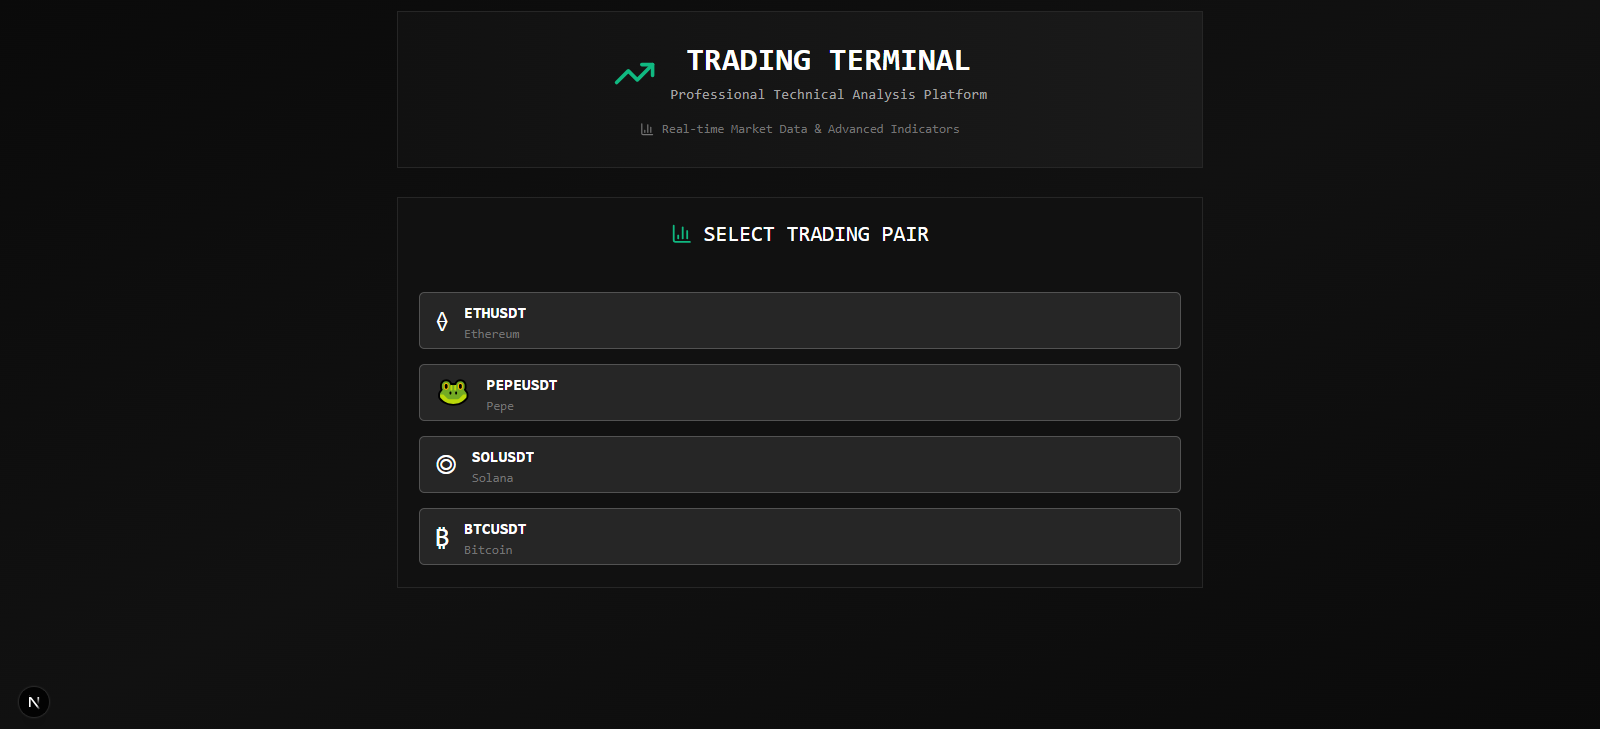 TRADING TERMINAL
Professional Technical Analysis Platform
Real-time Market Data & Advanced Indicators
SELECT TRADING PAIR
ETHUSDT
Ethereum
PEPEUSDT
Pepe
SOLUSDT
Solana
BTCUSDT
Bitcoin
N